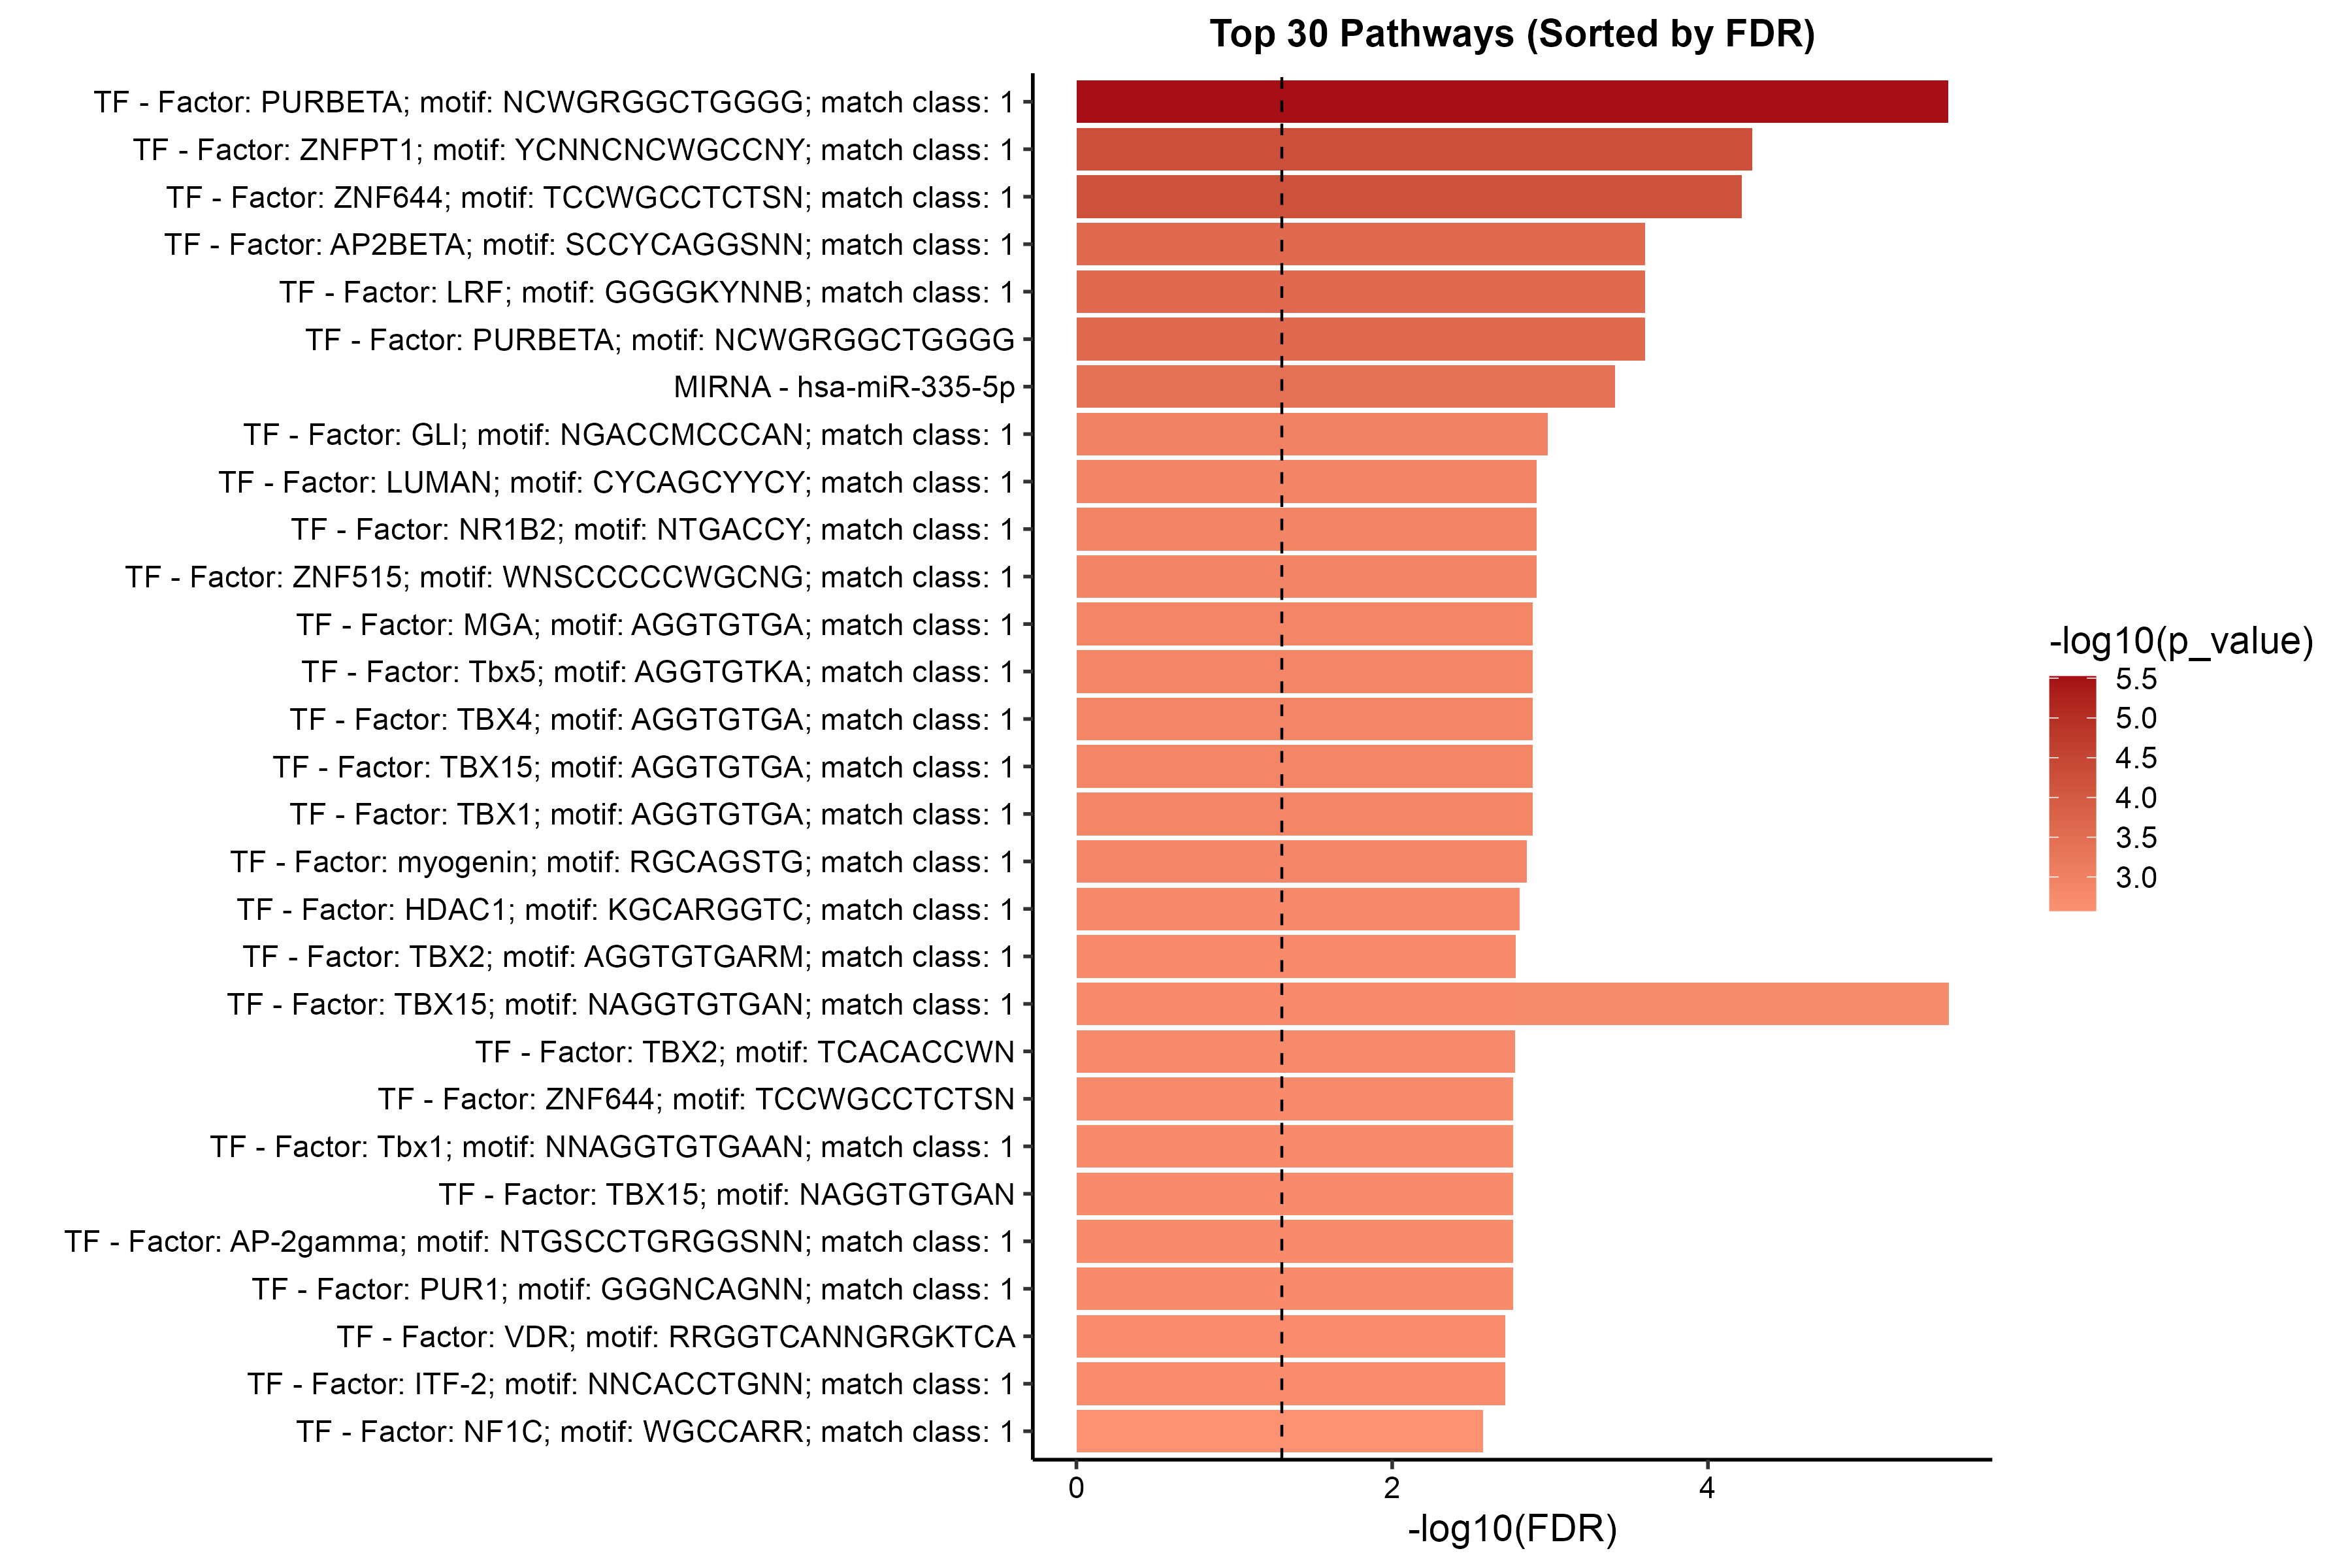 Top 30 Pathways (Sorted by FDR)
TF - Factor: PURBETA; motif: NCWGRGGCTGGGG; match class: 1
TF - Factor: ZNFPT1; motif: YCNNCNCWGCCNY; match class: 1
TF - Factor: ZNF644; motif: TCCWGCCTCTSN; match class: 1
TF - Factor: AP2BETA; motif: SCCYCAGGSNN; match class: 1
TF - Factor: LRF; motif: GGGGKYNNB; match class: 1
TF - Factor: PURBETA; motif: NCWGRGGCTGGGG
MIRNA - hsa-miR-335-5p
TF - Factor: GLI; motif: NGACCMCCCAN; match class: 1
TF - Factor: LUMAN; motif: CYCAGCYYCY; match class: 1
TF - Factor: NR1B2; motif: NTGACCY; match class: 1
TF - Factor: ZNF515; motif: WNSCCCCCWGCNG; match class: 1
TF - Factor: MGA; motif: AGGTGTGA; match class: 1
TF - Factor: Tbx5; motif: AGGTGTKA; match class: 1
TF - Factor: TBX4; motif: AGGTGTGA; match class: 1
TF - Factor: TBX15; motif: AGGTGTGA; match class: 1
TF - Factor: TBX1; motif: AGGTGTGA; match class: 1
TF - Factor: myogenin; motif: RGCAGSTG; match class: 1
TF - Factor: HDAC1; motif: KGCARGGTC; match class: 1
TF - Factor: TBX2; motif: AGGTGTGARM; match class: 1
TF - Factor: TBX15; motif: NAGGTGTGAN; match class: 1
TF - Factor: TBX2; motif: TCACACCWN
TF - Factor: ZNF644; motif: TCCWGCCTCTSN
TF - Factor: Tbx1; motif: NNAGGTGTGAAN; match class: 1
TF - Factor: TBX15; motif: NAGGTGTGAN
TF - Factor: AP-2gamma; motif: NTGSCCTGRGGSNN; match class: 1
TF - Factor: PUR1; motif: GGGNCAGNN; match class: 1
TF - Factor: VDR; motif: RRGGTCANNGRGKTCA
TF - Factor: ITF-2; motif: NNCACCTGNN; match class: 1
TF - Factor: NF1C; motif: WGCCARR; match class: 1
0 2 4
-log10(FDR)
-log10(p_value)
5.5
5.0
4.5
4.0
3.5
3.0